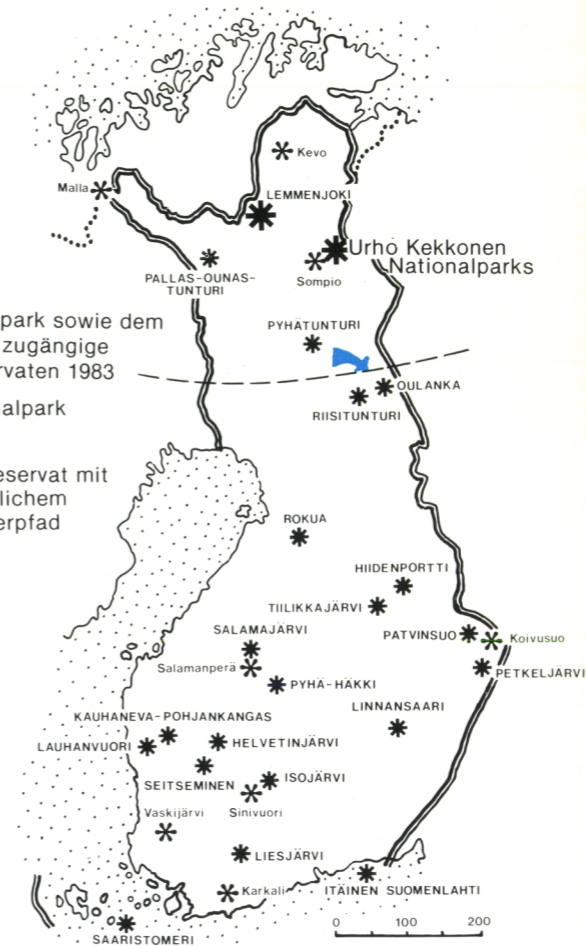 Kevo
Malla
LEMMENJOKI
Urho Kekkonen
Nationalparks
PALLAS-OUNAS-
TUNTURI
Sompio
park sowie dem
zugängige
rvaten 1983
PYHÄTUNTURI
OULANKA
RIISITUNTURI
alpark
eservat mit
lichem
erpfad
ROKUA
HIIDENPORTTI
TIILIKKAJÄRVI
SALAMAJÄRVI
PATVINSUO
Koivusuo
Salamanperä
PETKELJÄRVI
PYHÄ-HÄKKI
LINNANSAARI
KAUHANEVA-POHJANKANGAS
LAUHANVUORI
HELVETINJÄRVI
SEITSEMINEN
ISOJÄRVI
Vaskijärvi
Sinivuori
LIESJÄRVI
Karkali
ITÄINEN SUOMENLAHTI
SAARISTOMERI
0 100 200